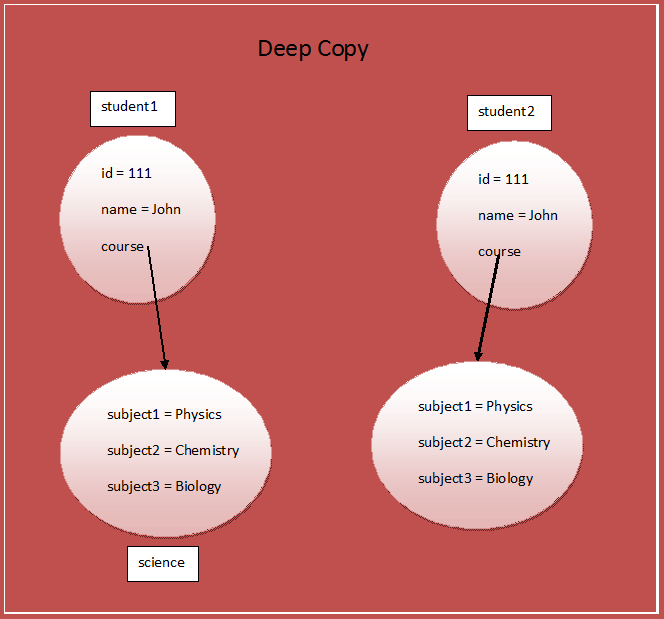 Deep Copy
student1
id = 111
name = John
course
subject1 = Physics
subject2 = Chemistry
subject3 = Biology
science
student2
id = 111
name = John
course
subject1 = Physics
subject2 = Chemistry
subject3 = Biology